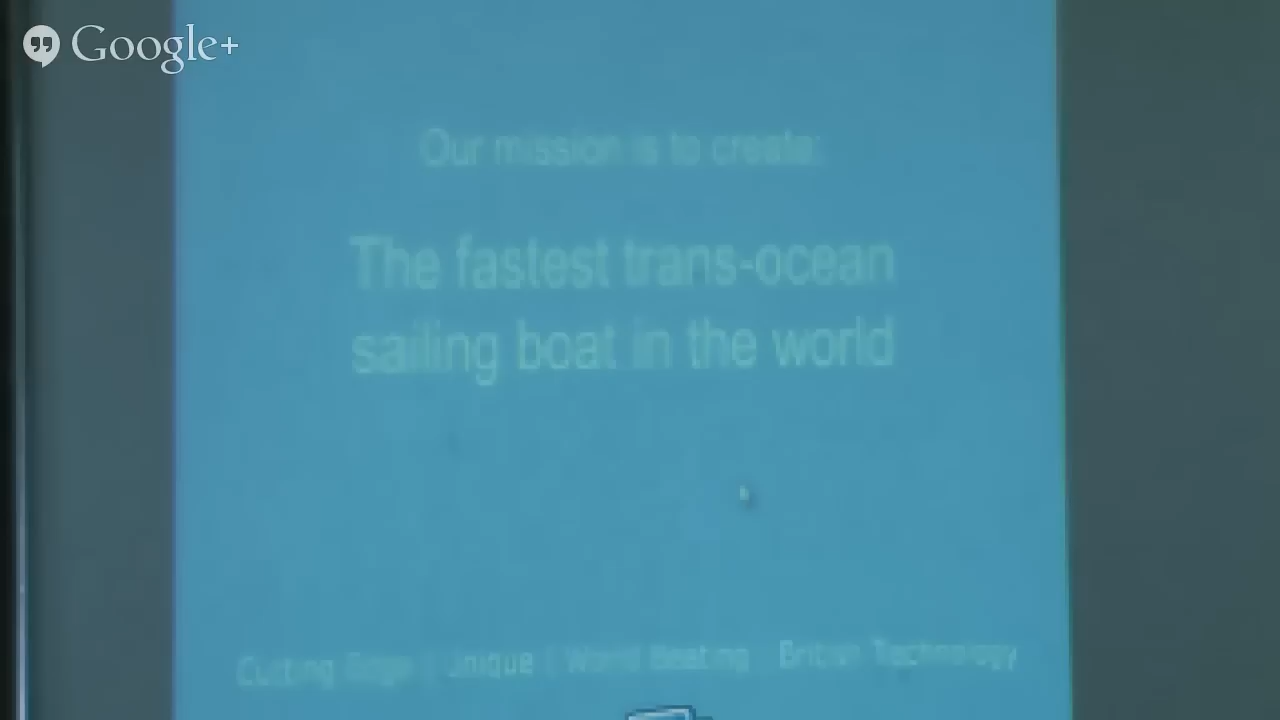 Google+
Our mission is to create:
The fastest trans-ocean
sailing boat in the world
Cutting Edge | Unique | World Beating | British Technology